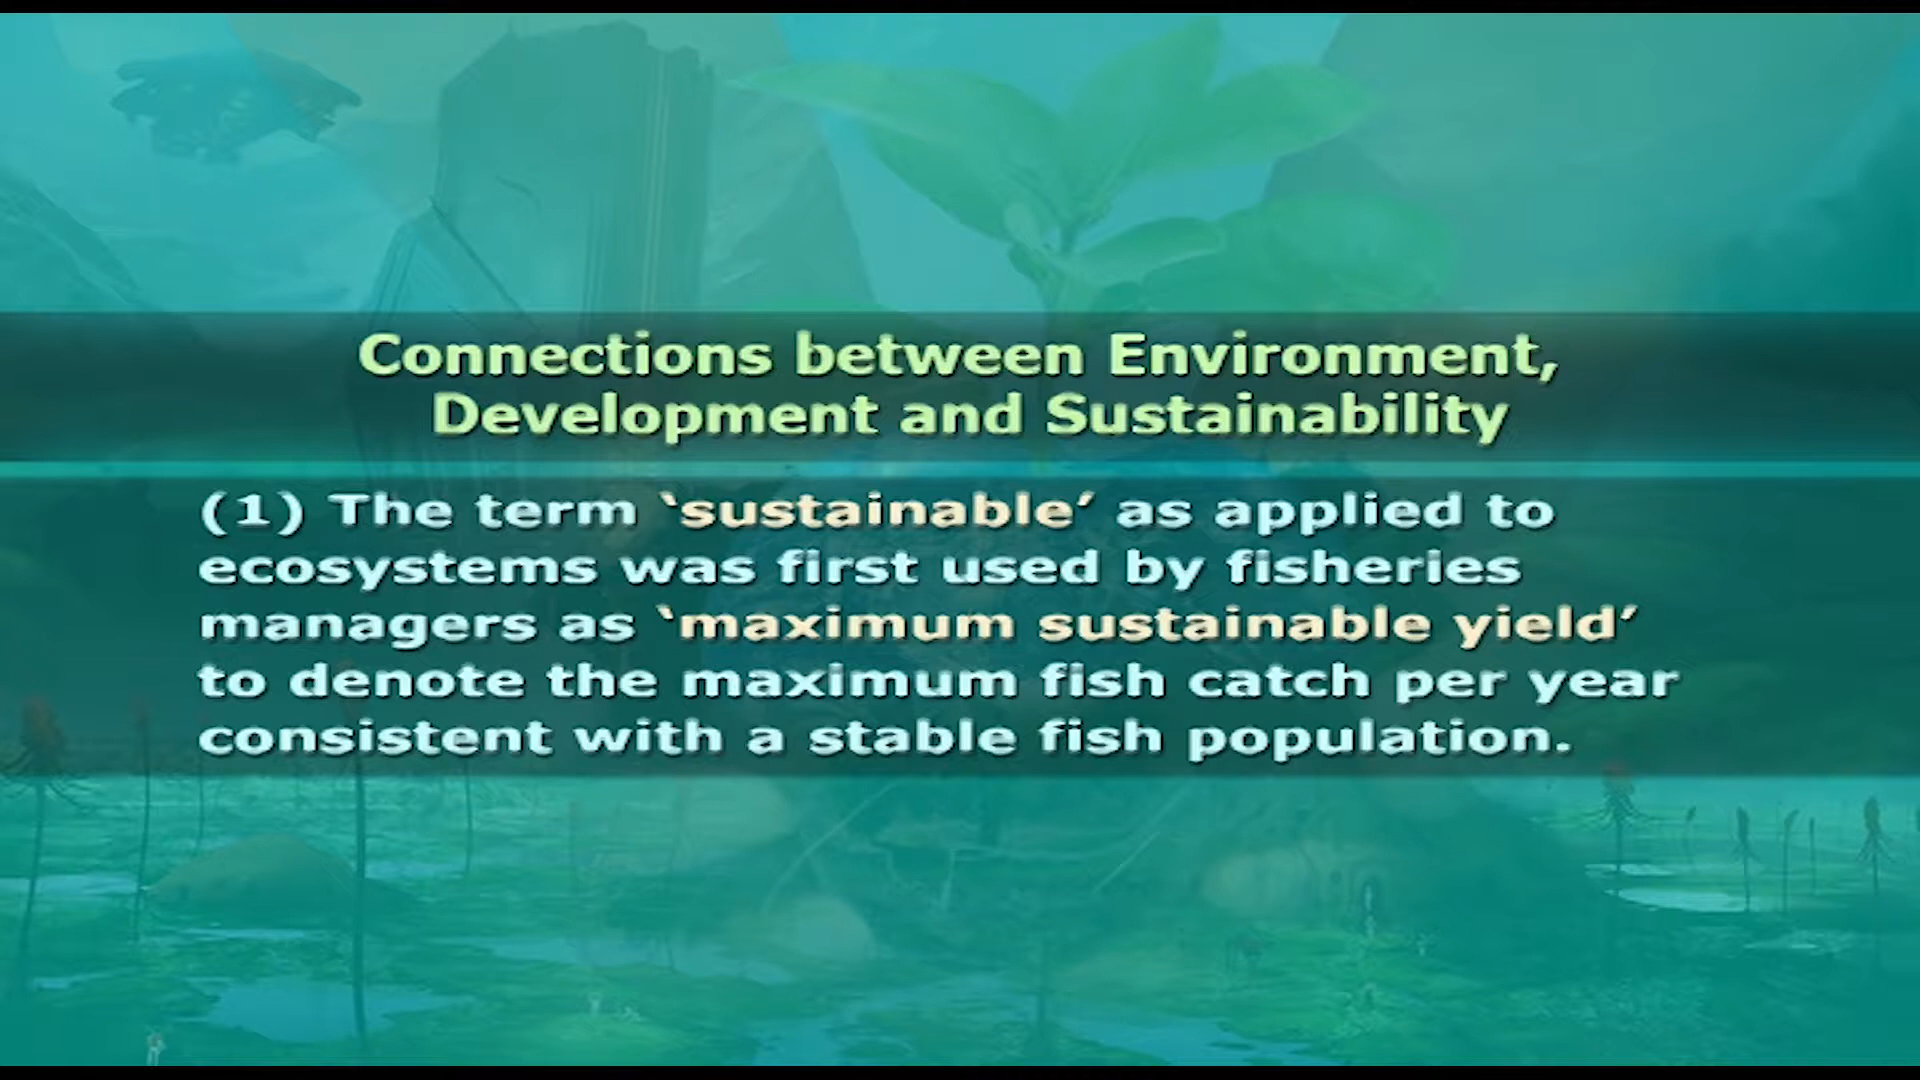 Connections between Environment,
Development and Sustainability
(1) The term ‘sustainable’ as applied to
ecosystems was first used by fisheries
managers as ‘maximum sustainable yield’
to denote the maximum fish catch per year
consistent with a stable fish population.